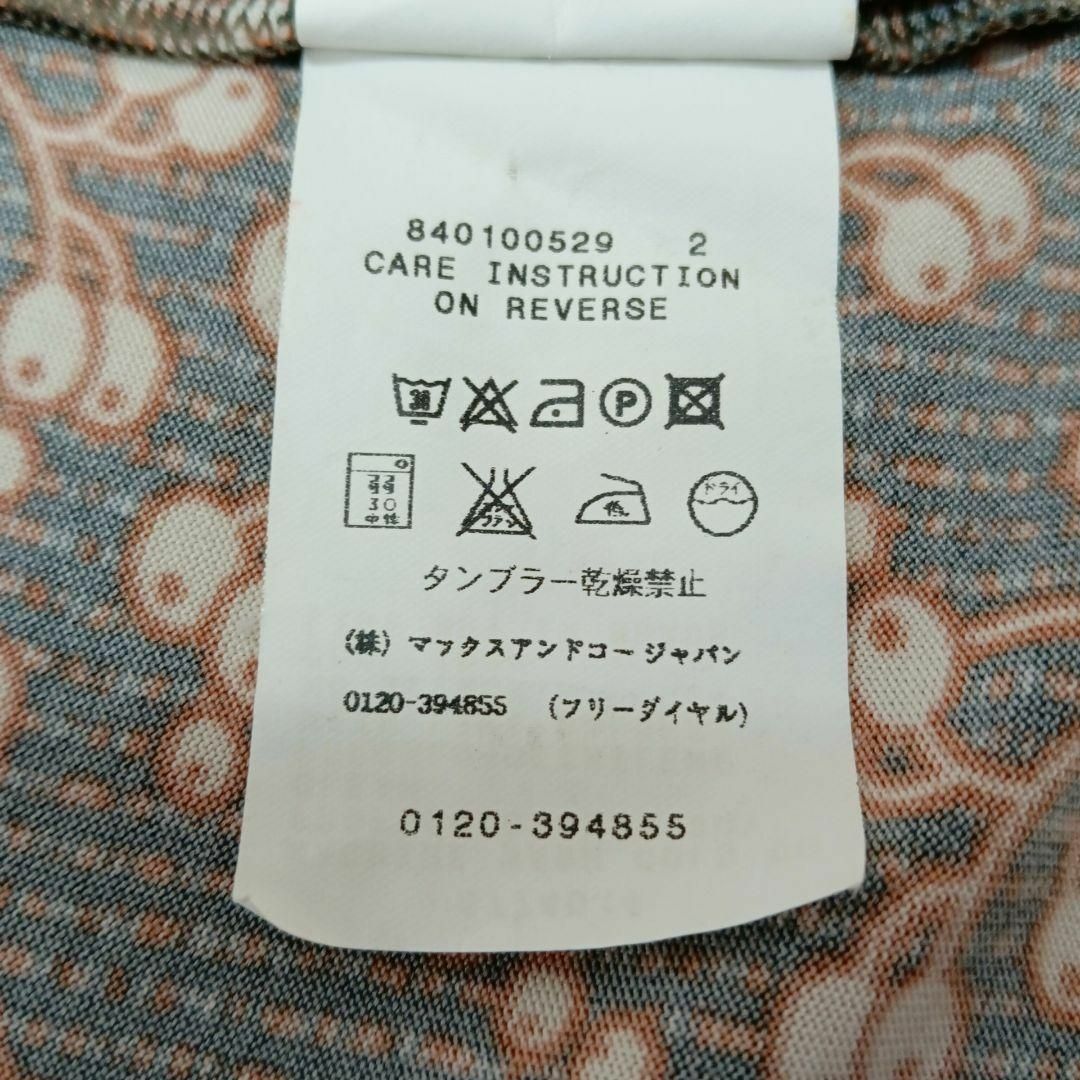 840100529 2
CARE INSTRUCTION
ON REVERSE
30 P
30 中性 低 ドライ
タンブラー乾燥禁止
(株) マックスアンドコー ジャパン
0120-394855 (フリーダイヤル)
0120-394855